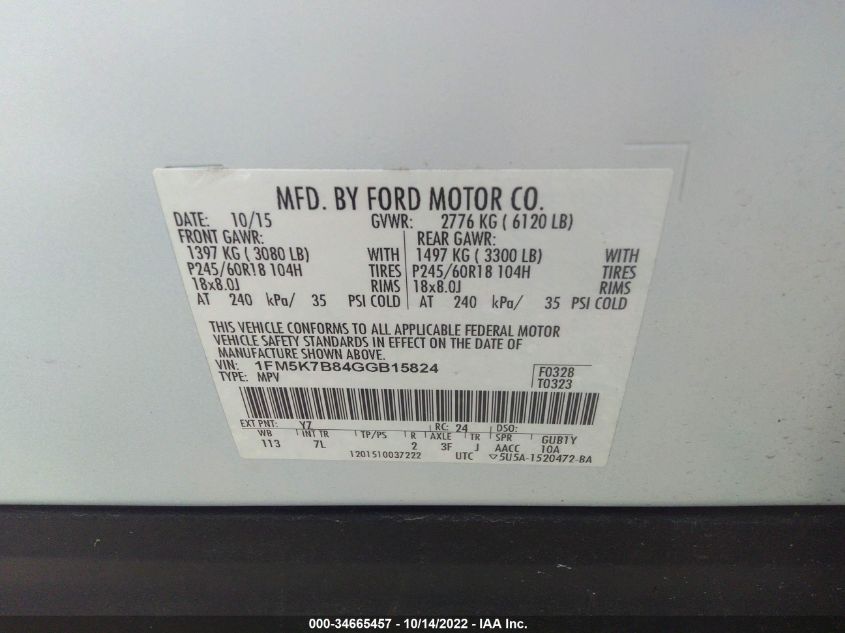 MFD. BY FORD MOTOR CO.
DATE: 10/15 GVWR: 2776 KG ( 6120 LB)
FRONT GAWR: REAR GAWR:
1397 KG ( 3080 LB) WITH 1497 KG ( 3300 LB) WITH
P245/60R18 104H TIRES P245/60R18 104H TIRES
18x8.0J RIMS 18x8.0J RIMS
AT 240 kPa/ 35 PSI COLD AT 240 kPa/ 35 PSI COLD
THIS VEHICLE CONFORMS TO ALL APPLICABLE FEDERAL MOTOR
VEHICLE SAFETY STANDARDS IN EFFECT ON THE DATE OF
MANUFACTURE SHOWN ABOVE.
VIN: 1FM5K7B84GGB15824 F0328
TYPE: MPV T0323
EXT PNT: YZ RC: 24 DSO:
WB INT TR TP/PS R AXLE TR SPR GUB1Y
113 7L 2 3F J AACC 10A
1201510037222 UTC ▽5U5A-1520472-BA
000-34665457 | 10/14/2022 - IAA Inc.